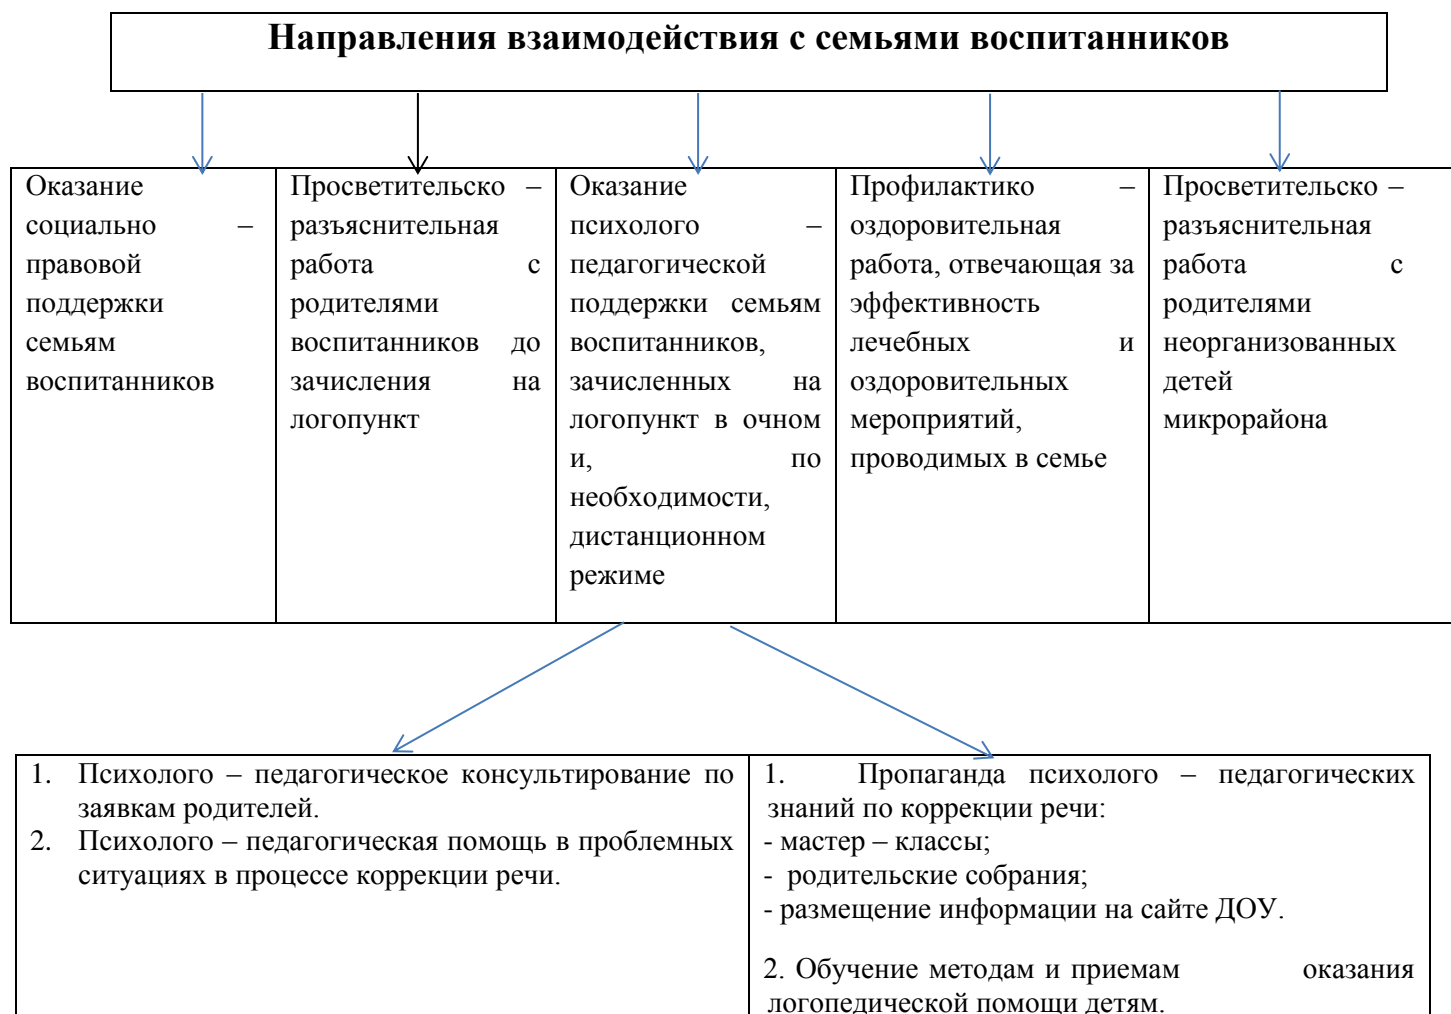 Направления взаимодействия с семьями воспитанников
Оказание
социально –
правовой
поддержки
семьям
воспитанников
Просветительско –
разъяснительная
работа с
родителями
воспитанников до
зачисления на
логопункт
Оказание
психолого –
педагогической
поддержки семьям
воспитанников,
зачисленных на
логопункт в очном
и, по
необходимости,
дистанционном
режиме
Профилактико –
оздоровительная
работа, отвечающая за
эффективность
лечебных и
оздоровительных
мероприятий,
проводимых в семье
Просветительско –
разъяснительная
работа с
родителями
неорганизованных
детей
микрорайона
1. Психолого – педагогическое консультирование по
заявкам родителей.
2. Психолого – педагогическая помощь в проблемных
ситуациях в процессе коррекции речи.
1. Пропаганда психолого – педагогических
знаний по коррекции речи:
- мастер – классы;
- родительские собрания;
- размещение информации на сайте ДОУ.
2. Обучение методам и приемам оказания
логопедической помощи детям.